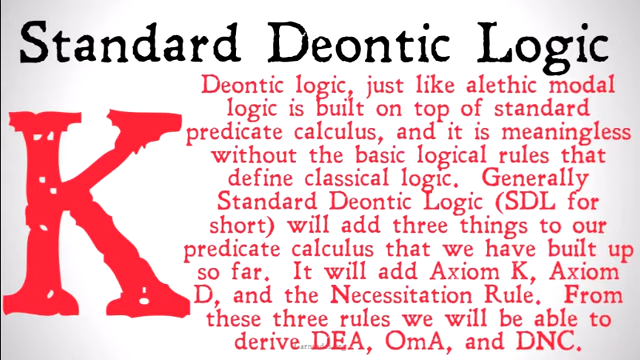 Standard Deontic Logic
K
Deontic logic, just like alethic modal
logic is built on top of standard
predicate calculus, and it is meaningless
without the basic logical rules that
define classical logic. Generally
Standard Deontic Logic (SDL for
short) will add three things to our
predicate calculus that we have built up
so far. It will add Axiom K, Axiom
D, and the Necessitation Rule. From
these three rules we will be able to
derive DEA, OmA, and DNC.